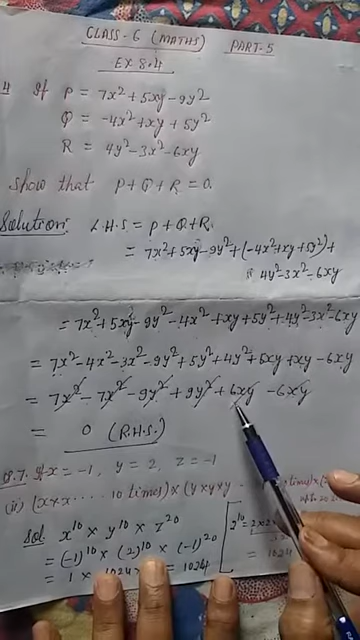 CLASS-6 (MATHS) PART-5
EX 8.4
4 If P = 7x² + 5xy - 9y²
Q = -4x² + xy + 5y²
R = 4y² - 3x² - 6xy
Show that P+Q+R = 0.
Solution: L.H.S = P+Q+R.
= 7x² + 5xy - 9y² + (-4x² + xy + 5y²) +
4y² - 3x² - 6xy
= 7x² + 5xy - 9y² - 4x² + xy + 5y² + 4y² - 3x² - 6xy
= 7x² - 4x² - 3x² - 9y² + 5y² + 4y² + 5xy + xy - 6xy
= 7x² - 7x² - 9y² + 9y² + 6xy - 6xy
= 0 (R.H.S.)
Q.7. If x = -1, y = 2, z = -1
(ii) (x×x..... 10 times) × (y×y×y
Sol. x¹⁰ × y¹⁰ × z²⁰ 2¹⁰ = 2×2
= (-1)¹⁰ × (2)¹⁰ × (-1)²⁰ = 1024
= 1 × 1024 × = 1024